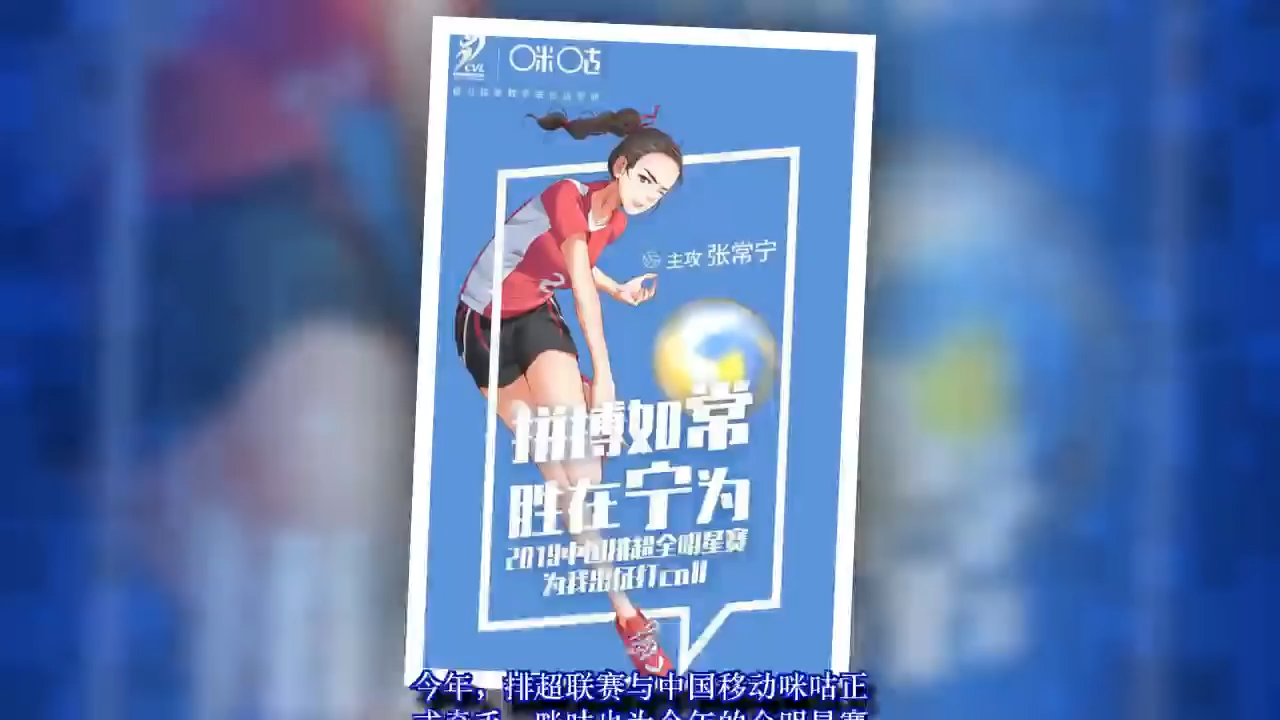 CVL 咪咕
主攻 张常宁
拼搏如常
胜在宁为
2019中国排超全明星赛
为我出征打call
2
今年，排超联赛与中国移动咪咕正